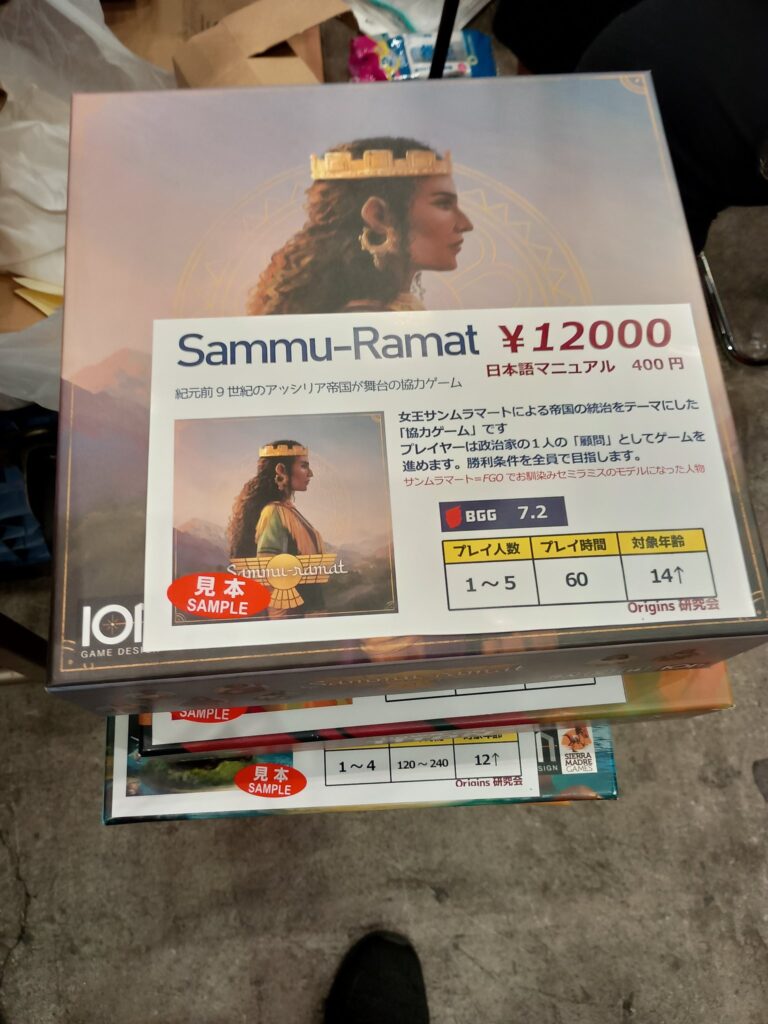 Sammu-Ramat ¥12000
日本語マニュアル 400円
紀元前9世紀のアッシリア帝国が舞台の協力ゲーム
女王サンムラマートによる帝国の統治をテーマにした
「協力ゲーム」です
プレイヤーは政治家の1人の「顧問」としてゲームを
進めます。勝利条件を全員で目指します。
サンムラマート=FGOでお馴染みセミラミスのモデルになった人物
BGG 7.2
プレイ人数 プレイ時間 対象年齢
1～5 60 14↑
Sammu-ramat
見本
SAMPLE
Origins 研究会
ION
GAME DESI
Sammu-Ramat
ION
SAMPLE
見本
SAMPLE
1～4 120～240 12↑
Origins 研究会
SIGN
SIERRA
MADRE
GAMES